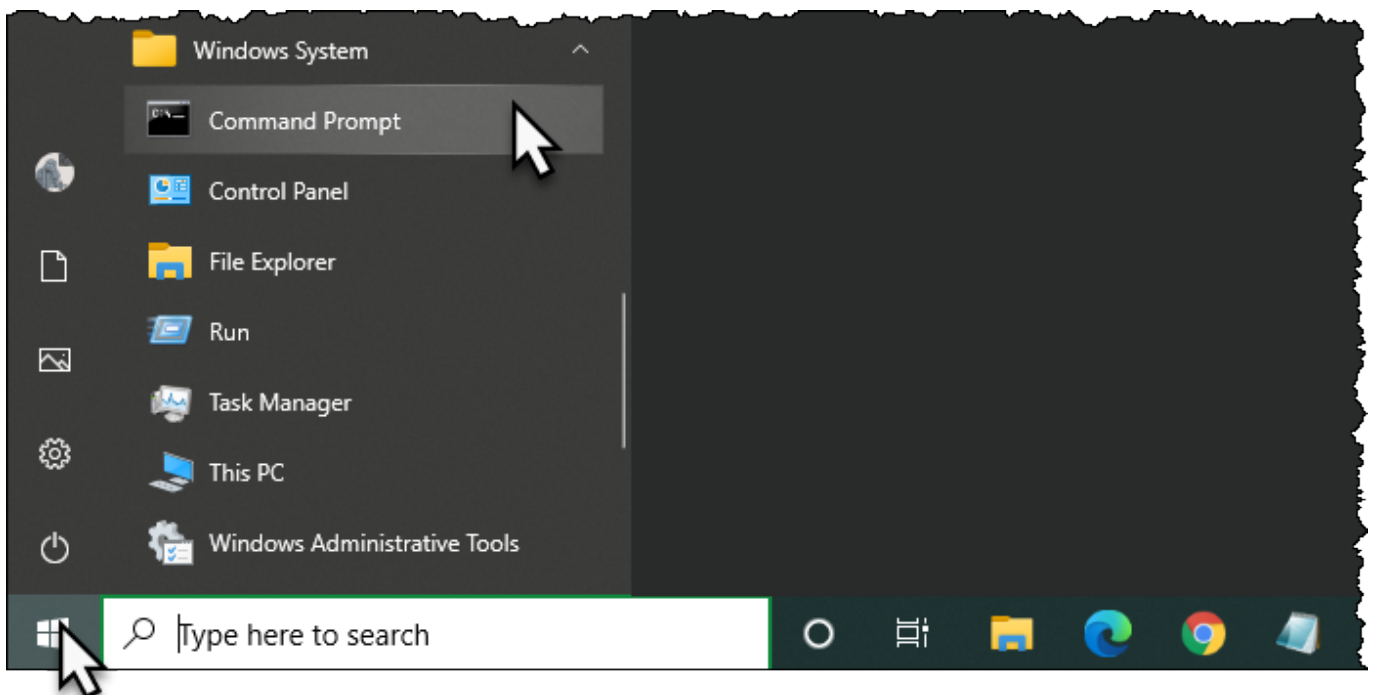 Windows System
Command Prompt
Control Panel
File Explorer
Run
Task Manager
This PC
Windows Administrative Tools
Type here to search